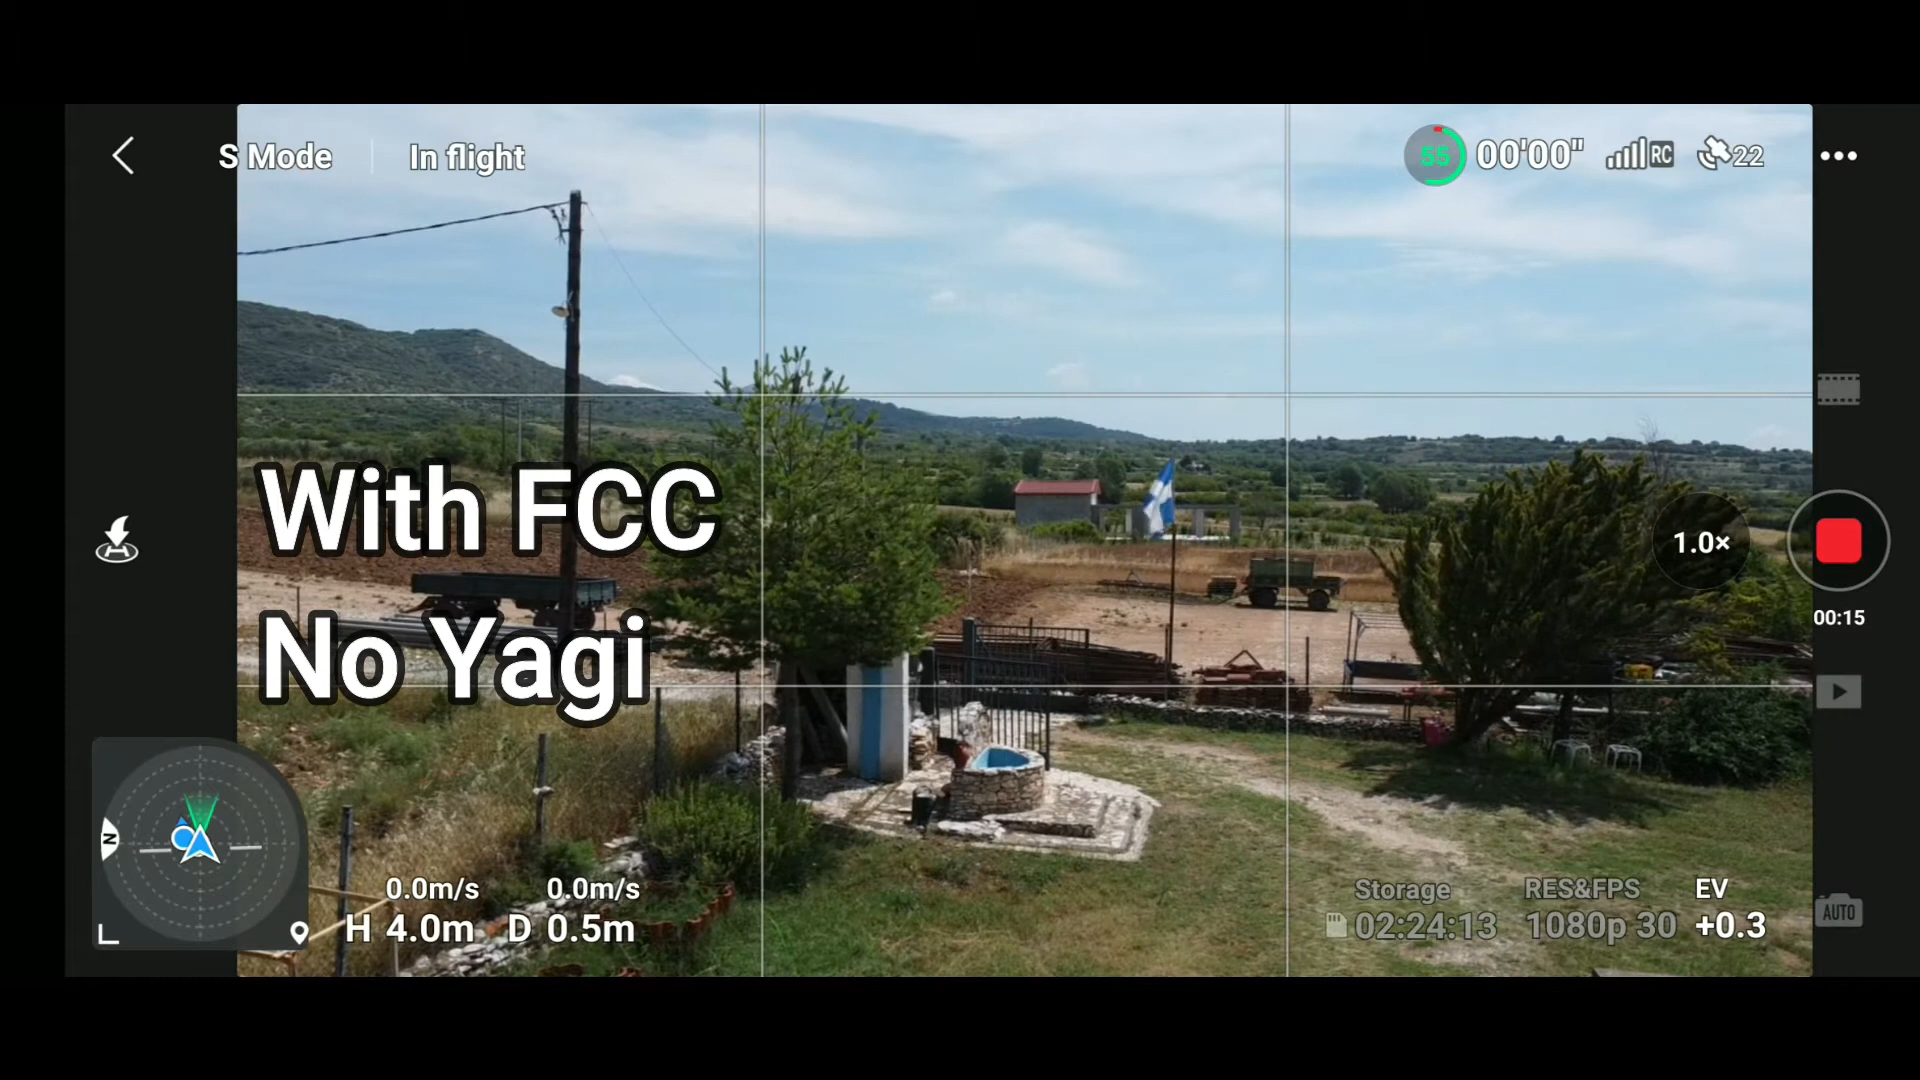 S Mode
In flight
55
00'00"
RC
22
With FCC
No Yagi
1.0×
00:15
N
0.0m/s
0.0m/s
H 4.0m
D 0.5m
Storage
02:24:13
RES&FPS
1080p 30
EV
+0.3
AUTO